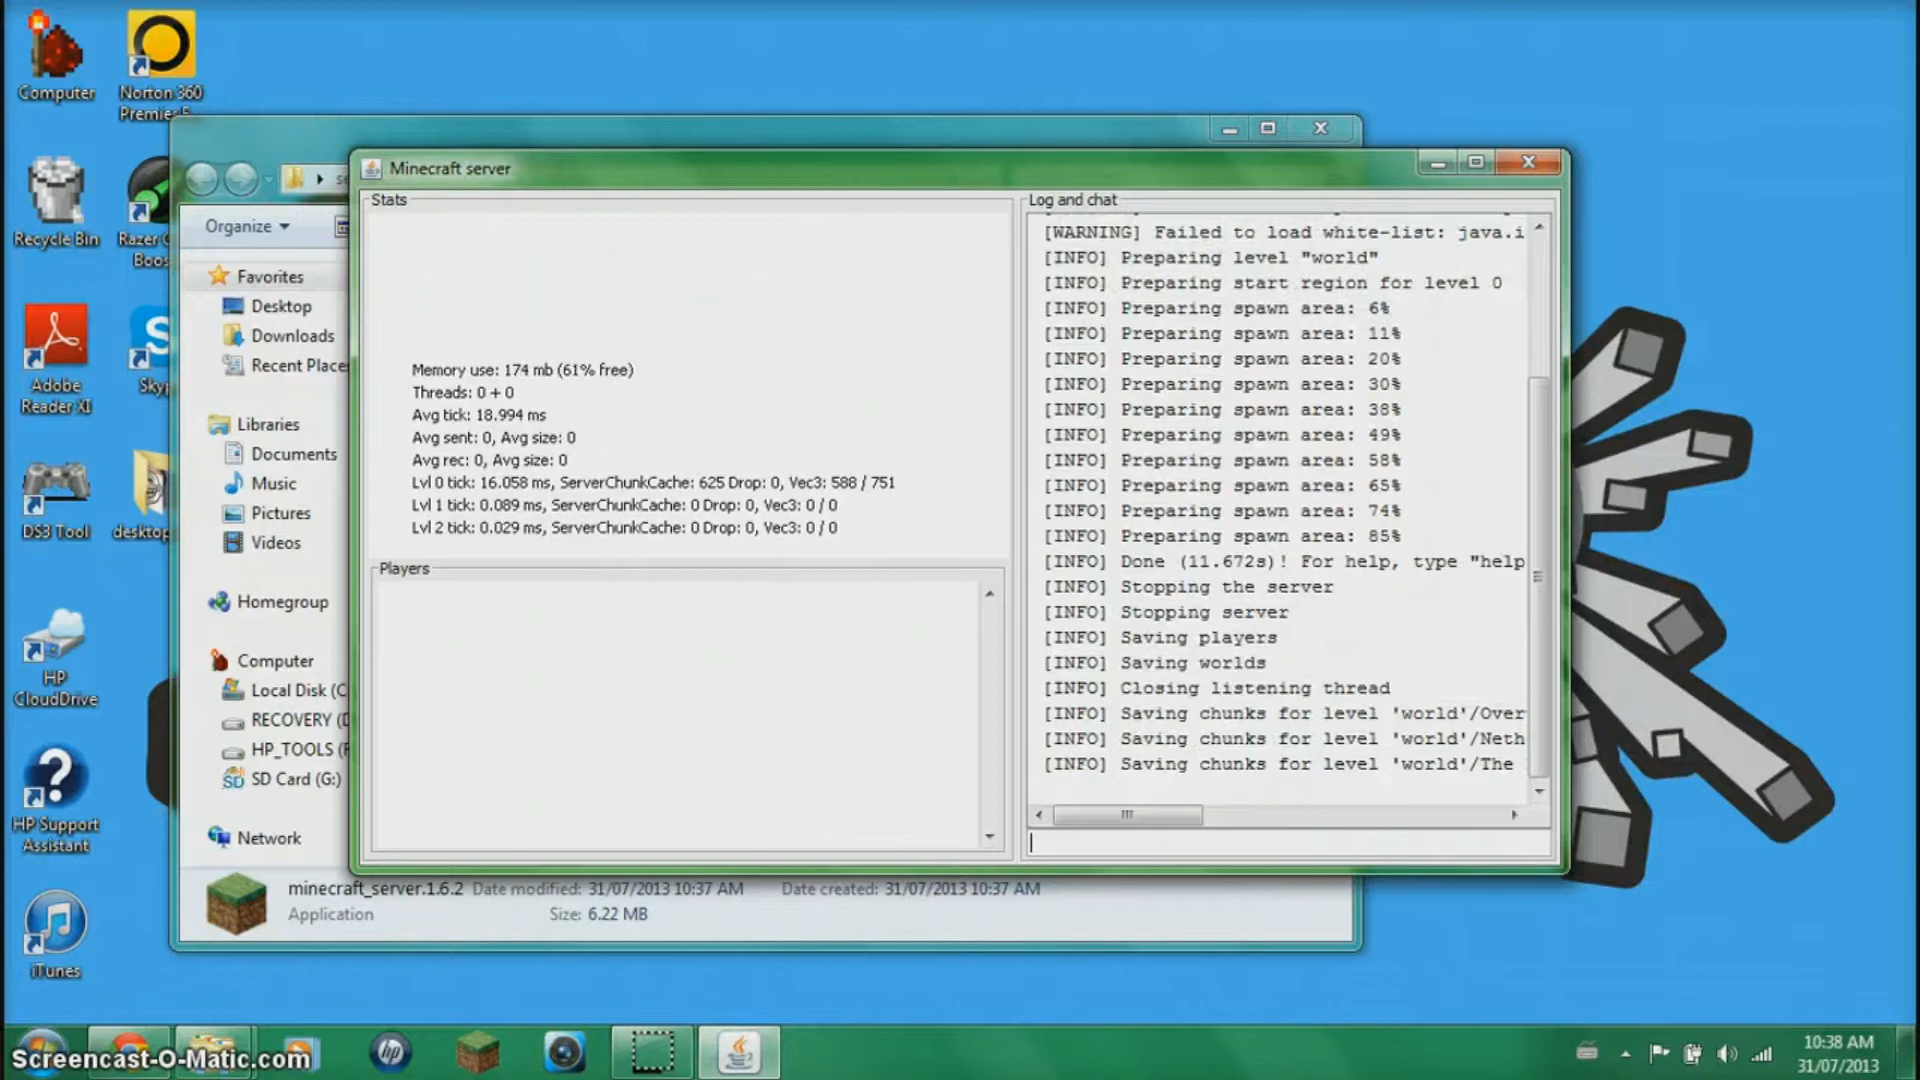 Computer
Norton 360
Premier
Recycle Bin
Razer
Boos
Adobe
Reader XI
DS3 Tool
desktop
HP
CloudDrive
HP Support
Assistant
iTunes
Organize
Favorites
Desktop
Downloads
Recent Place
Libraries
Documents
Music
Pictures
Videos
Homegroup
Computer
Local Disk (C
RECOVERY (D
HP_TOOLS (F
SD Card (G:)
Network
Minecraft server
Stats
Memory use: 174 mb (61% free)
Threads: 0 + 0
Avg tick: 18.994 ms
Avg sent: 0, Avg size: 0
Avg rec: 0, Avg size: 0
Lvl 0 tick: 16.058 ms, ServerChunkCache: 625 Drop: 0, Vec3: 588 / 751
Lvl 1 tick: 0.089 ms, ServerChunkCache: 0 Drop: 0, Vec3: 0 / 0
Lvl 2 tick: 0.029 ms, ServerChunkCache: 0 Drop: 0, Vec3: 0 / 0
Players
Log and chat
[WARNING] Failed to load white-list: java.i
[INFO] Preparing level "world"
[INFO] Preparing start region for level 0
[INFO] Preparing spawn area: 6%
[INFO] Preparing spawn area: 11%
[INFO] Preparing spawn area: 20%
[INFO] Preparing spawn area: 30%
[INFO] Preparing spawn area: 38%
[INFO] Preparing spawn area: 49%
[INFO] Preparing spawn area: 58%
[INFO] Preparing spawn area: 65%
[INFO] Preparing spawn area: 74%
[INFO] Preparing spawn area: 85%
[INFO] Done (11.672s)! For help, type "help
[INFO] Stopping the server
[INFO] Stopping server
[INFO] Saving players
[INFO] Saving worlds
[INFO] Closing listening thread
[INFO] Saving chunks for level 'world'/Over
[INFO] Saving chunks for level 'world'/Neth
[INFO] Saving chunks for level 'world'/The
minecraft_server.1.6.2 Date modified: 31/07/2013 10:37 AM Date created: 31/07/2013 10:37 AM
Application Size: 6.22 MB
Screencast-O-Matic.com
10:38 AM
31/07/2013